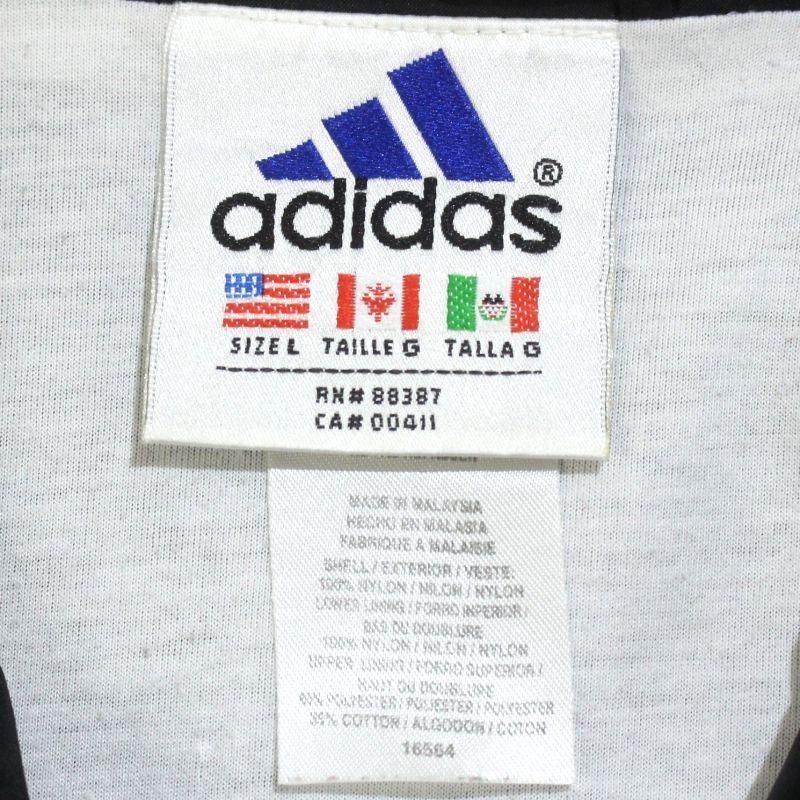 adidas®
SIZE L TAILLE G TALLA G
RN# 88387
CA# 00411
MADE IN MALAYSIA
HECHO EN MALASIA
FABRIQUE A MALAISIE
SHELL / EXTERIOR / VESTE:
100% NYLON / NILON / NYLON
LOWER LINING / FORRO INFERIOR /
BAS DU DOUBLURE
100% NYLON / NILON / NYLON
UPPER LINING / FORRO SUPERIOR /
HAUT DU DOUBLURE
65% POLYESTER / POLIESTER / POLYESTER
35% COTTON / ALGODON / COTON
16564